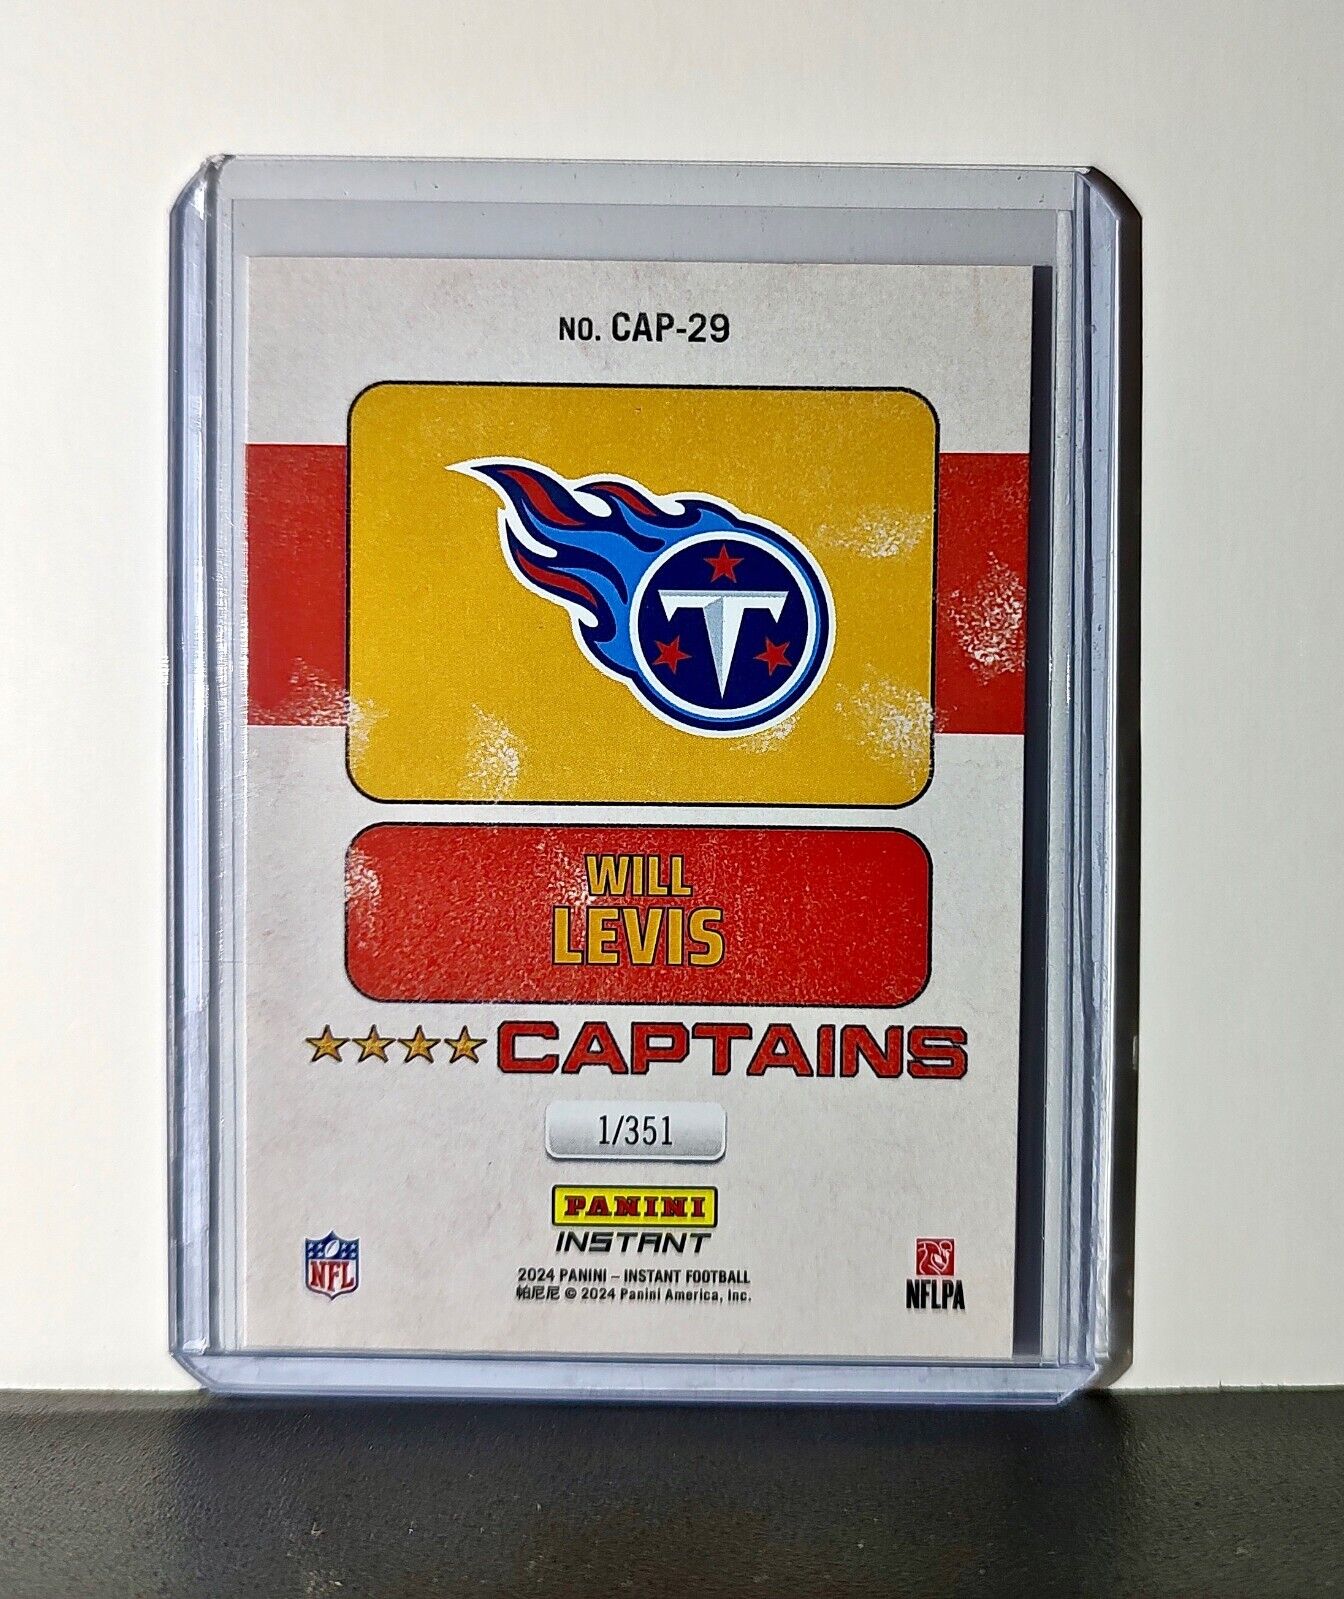 NO. CAP-29
T
WILL
LEVIS
CAPTAINS
1/351
PANINI
INSTANT
NFL
2024 PANINI – INSTANT FOOTBALL
帕尼尼 © 2024 Panini America, Inc.
NFLPA